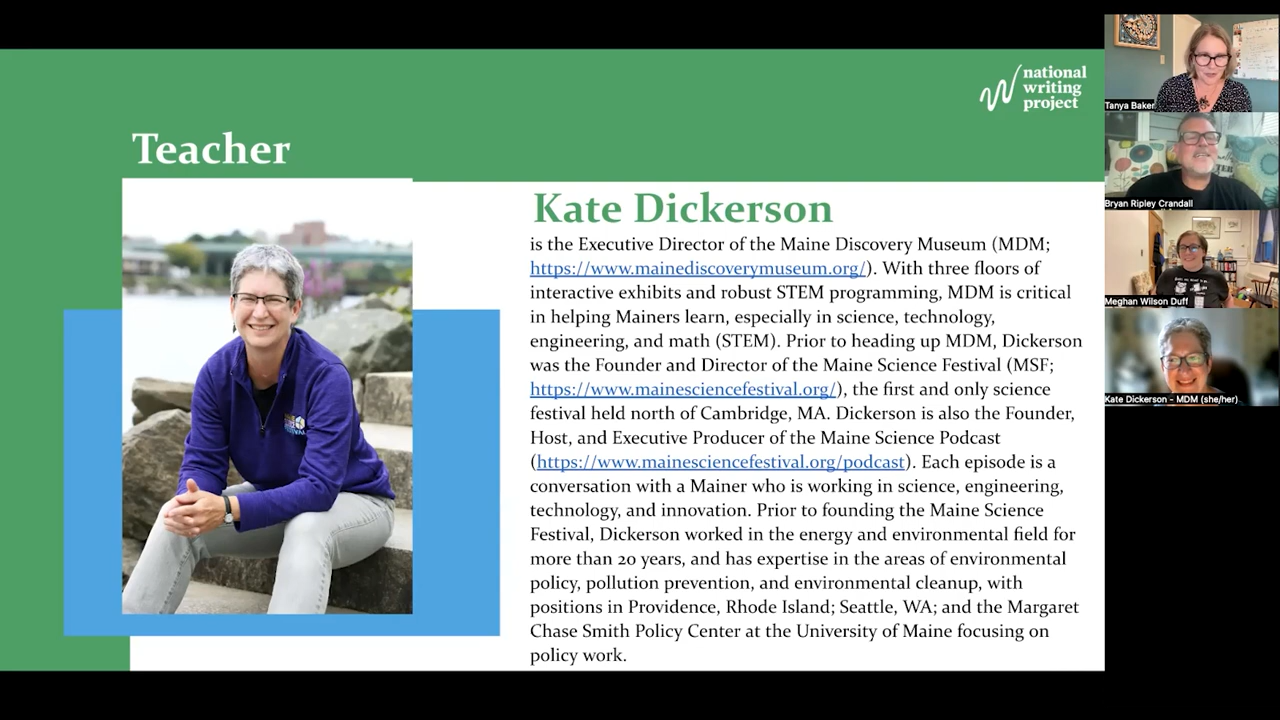 national
writing
project
Teacher
Kate Dickerson
is the Executive Director of the Maine Discovery Museum (MDM;
https://www.mainediscoverymuseum.org/). With three floors of
interactive exhibits and robust STEM programming, MDM is critical
in helping Mainers learn, especially in science, technology,
engineering, and math (STEM). Prior to heading up MDM, Dickerson
was the Founder and Director of the Maine Science Festival (MSF;
https://www.mainesciencefestival.org/), the first and only science
festival held north of Cambridge, MA. Dickerson is also the Founder,
Host, and Executive Producer of the Maine Science Podcast
(https://www.mainesciencefestival.org/podcast). Each episode is a
conversation with a Mainer who is working in science, engineering,
technology, and innovation. Prior to founding the Maine Science
Festival, Dickerson worked in the energy and environmental field for
more than 20 years, and has expertise in the areas of environmental
policy, pollution prevention, and environmental cleanup, with
positions in Providence, Rhode Island; Seattle, WA; and the Margaret
Chase Smith Policy Center at the University of Maine focusing on
policy work.
Tanya Baker
Bryan Ripley Crandall
Meghan Wilson Duff
Kate Dickerson - MDM (she/her)